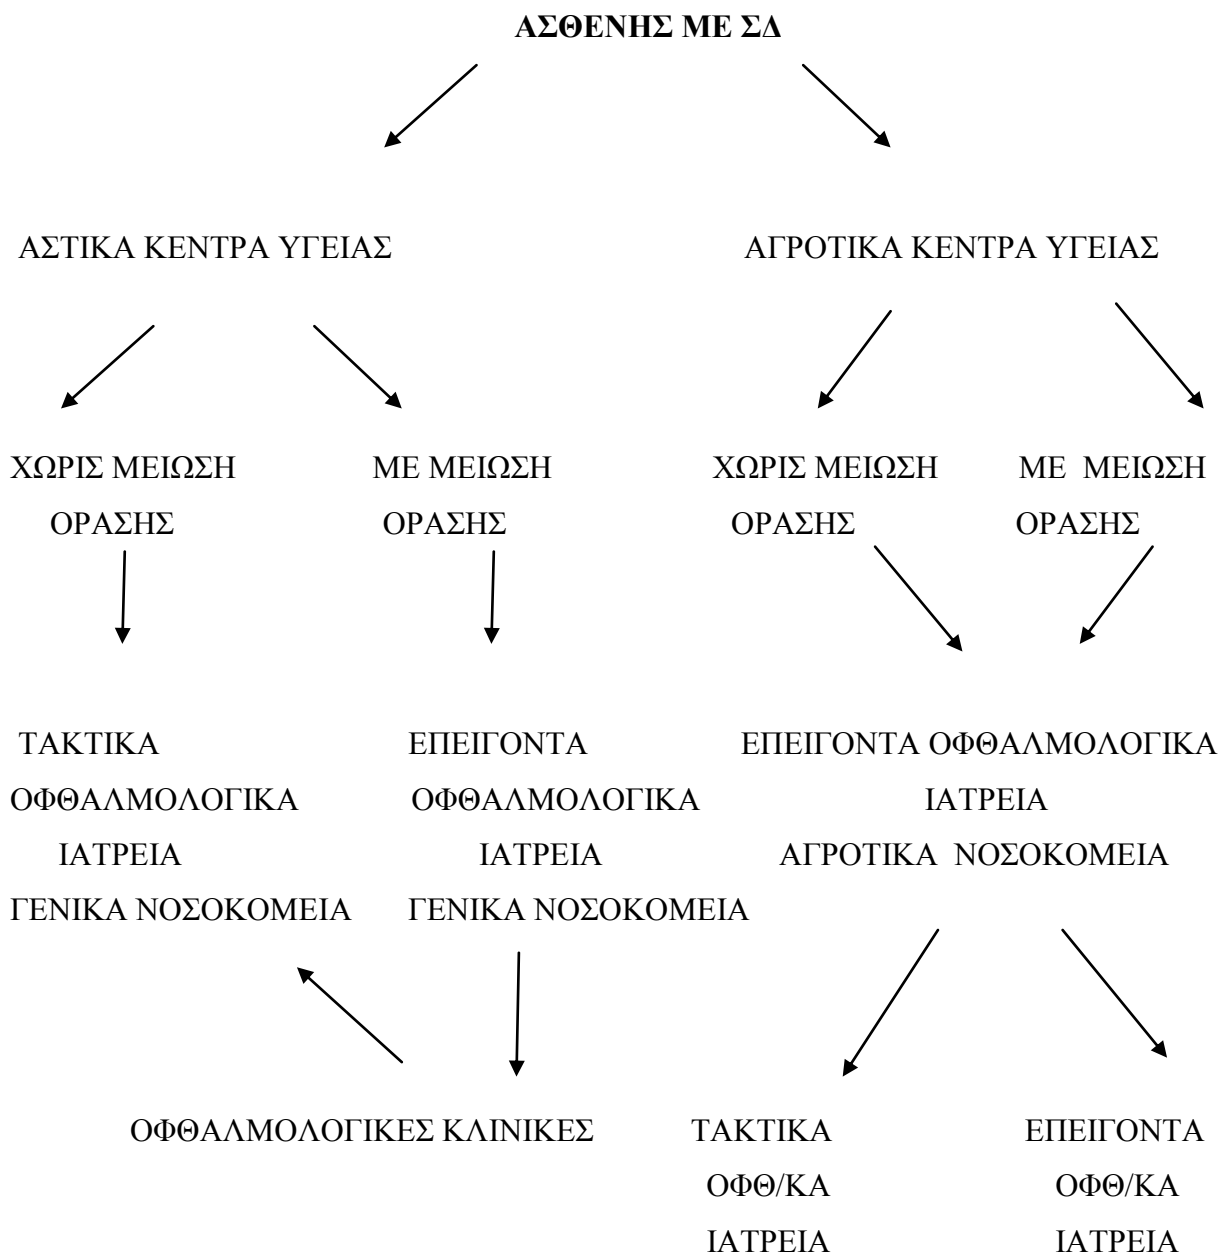 ΑΣΘΕΝΗΣ ΜΕ ΣΔ
ΑΣΤΙΚΑ ΚΕΝΤΡΑ ΥΓΕΙΑΣ
ΑΓΡΟΤΙΚΑ ΚΕΝΤΡΑ ΥΓΕΙΑΣ
ΧΩΡΙΣ ΜΕΙΩΣΗ
ΟΡΑΣΗΣ
ΜΕ ΜΕΙΩΣΗ
ΟΡΑΣΗΣ
ΧΩΡΙΣ ΜΕΙΩΣΗ
ΟΡΑΣΗΣ
ΜΕ ΜΕΙΩΣΗ
ΟΡΑΣΗΣ
ΤΑΚΤΙΚΑ
ΟΦΘΑΛΜΟΛΟΓΙΚΑ
ΙΑΤΡΕΙΑ
ΓΕΝΙΚΑ ΝΟΣΟΚΟΜΕΙΑ
ΕΠΕΙΓΟΝΤΑ
ΟΦΘΑΛΜΟΛΟΓΙΚΑ
ΙΑΤΡΕΙΑ
ΓΕΝΙΚΑ ΝΟΣΟΚΟΜΕΙΑ
ΕΠΕΙΓΟΝΤΑ ΟΦΘΑΛΜΟΛΟΓΙΚΑ
ΙΑΤΡΕΙΑ
ΑΓΡΟΤΙΚΑ ΝΟΣΟΚΟΜΕΙΑ
ΟΦΘΑΛΜΟΛΟΓΙΚΕΣ ΚΛΙΝΙΚΕΣ
ΤΑΚΤΙΚΑ
ΟΦΘ/ΚΑ
ΙΑΤΡΕΙΑ
ΕΠΕΙΓΟΝΤΑ
ΟΦΘ/ΚΑ
ΙΑΤΡΕΙΑ